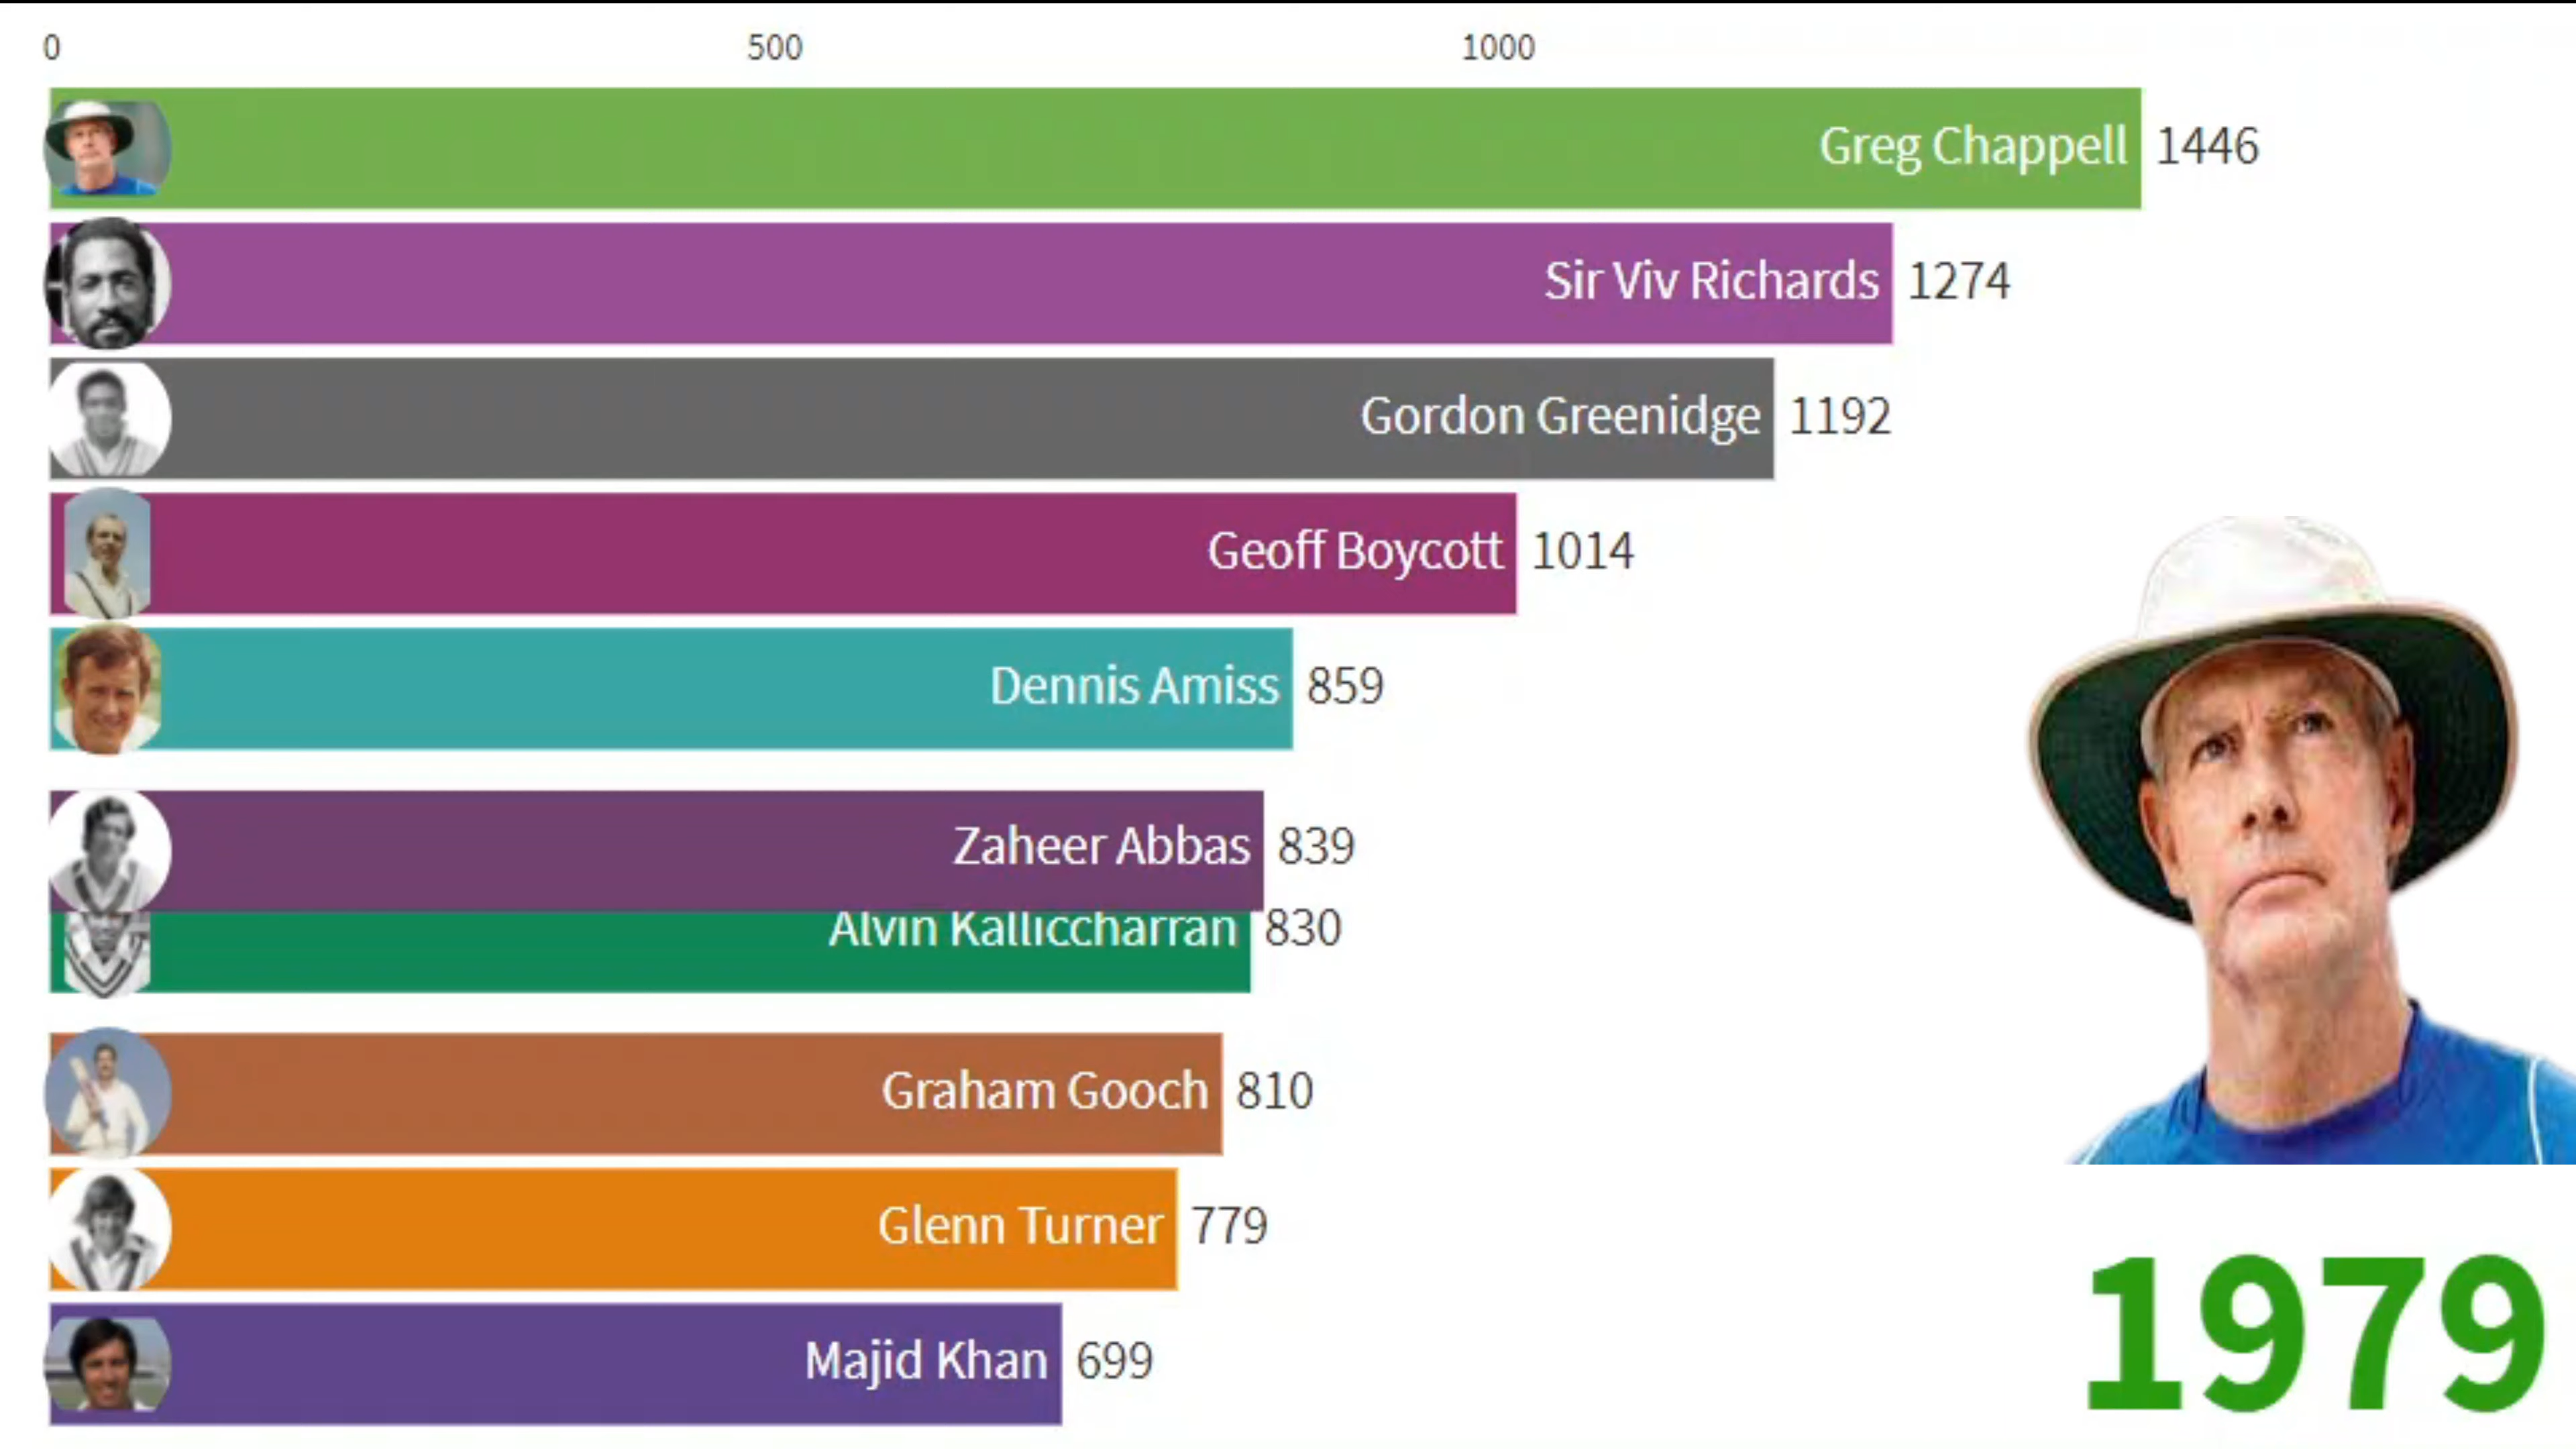 0 500 1000
Greg Chappell 1446
Sir Viv Richards 1274
Gordon Greenidge 1192
Geoff Boycott 1014
Dennis Amiss 859
Zaheer Abbas 839
Alvin Kalliccharran 830
Graham Gooch 810
Glenn Turner 779
Majid Khan 699
1979